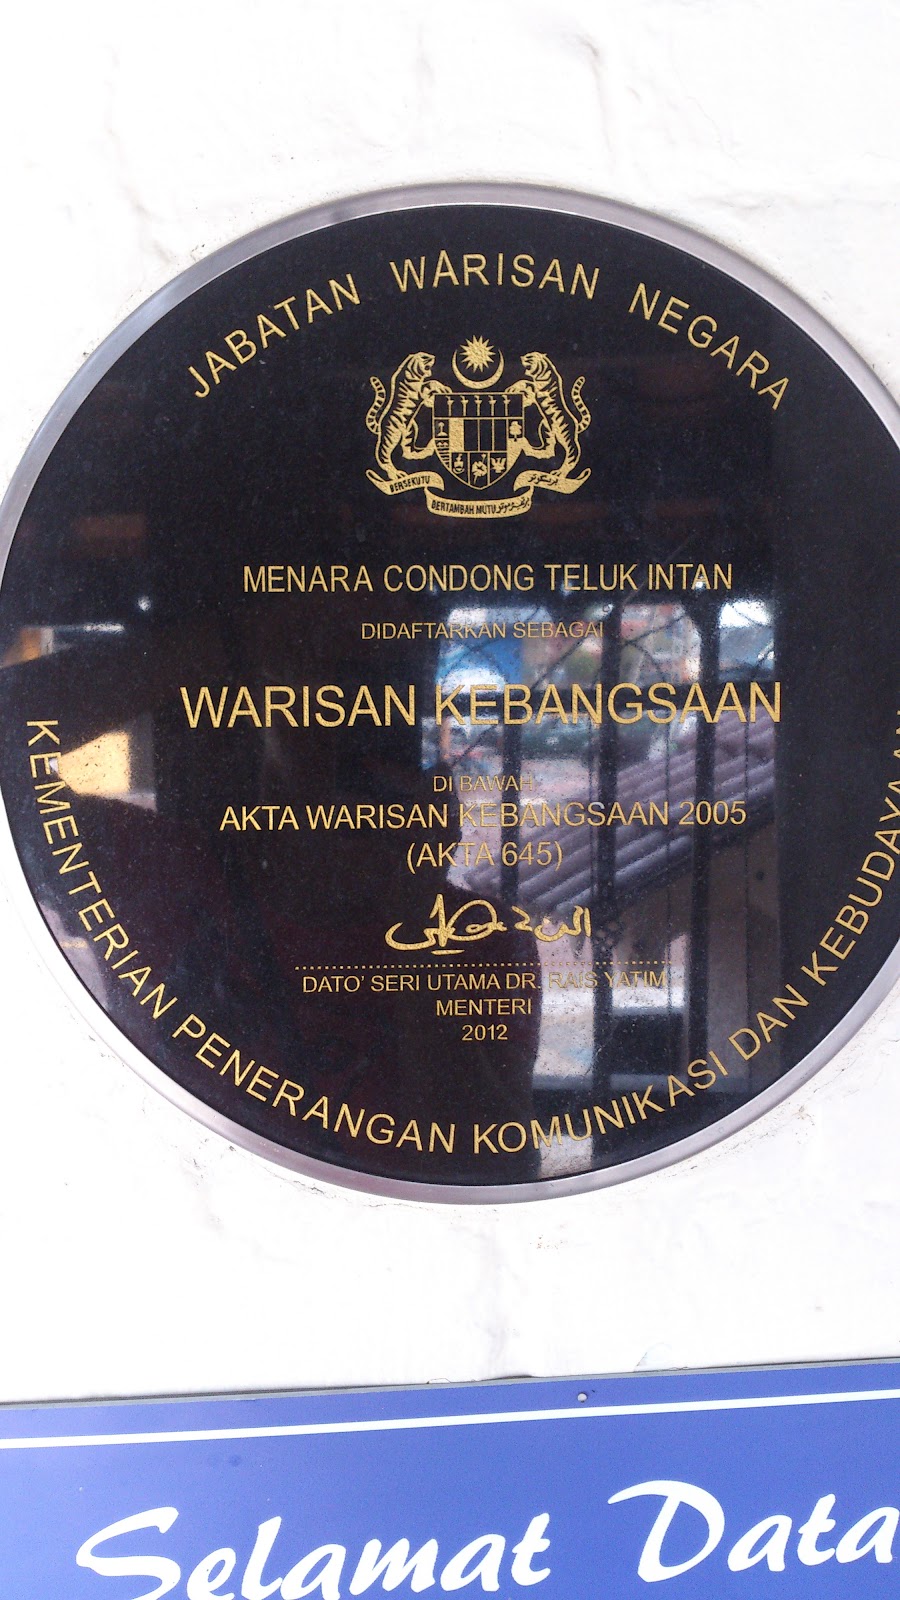 JABATAN WARISAN NEGARA
BERSEKUTU
BERTAMBAH MUTU
MENARA CONDONG TELUK INTAN
DIDAFTARKAN SEBAGAI
WARISAN KEBANGSAAN
DI BAWAH
AKTA WARISAN KEBANGSAAN 2005
(AKTA 645)
DATO' SERI UTAMA DR. RAIS YATIM
MENTERI
2012
KEMENTERIAN PENERANGAN KOMUNIKASI DAN KEBUDAYAAN
Selamat Data